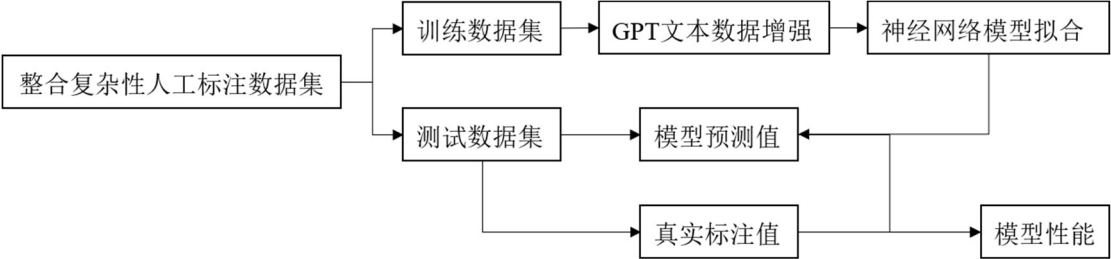 训练数据集
GPT文本数据增强
神经网络模型拟合
整合复杂性人工标注数据集
测试数据集
模型预测值
真实标注值
模型性能